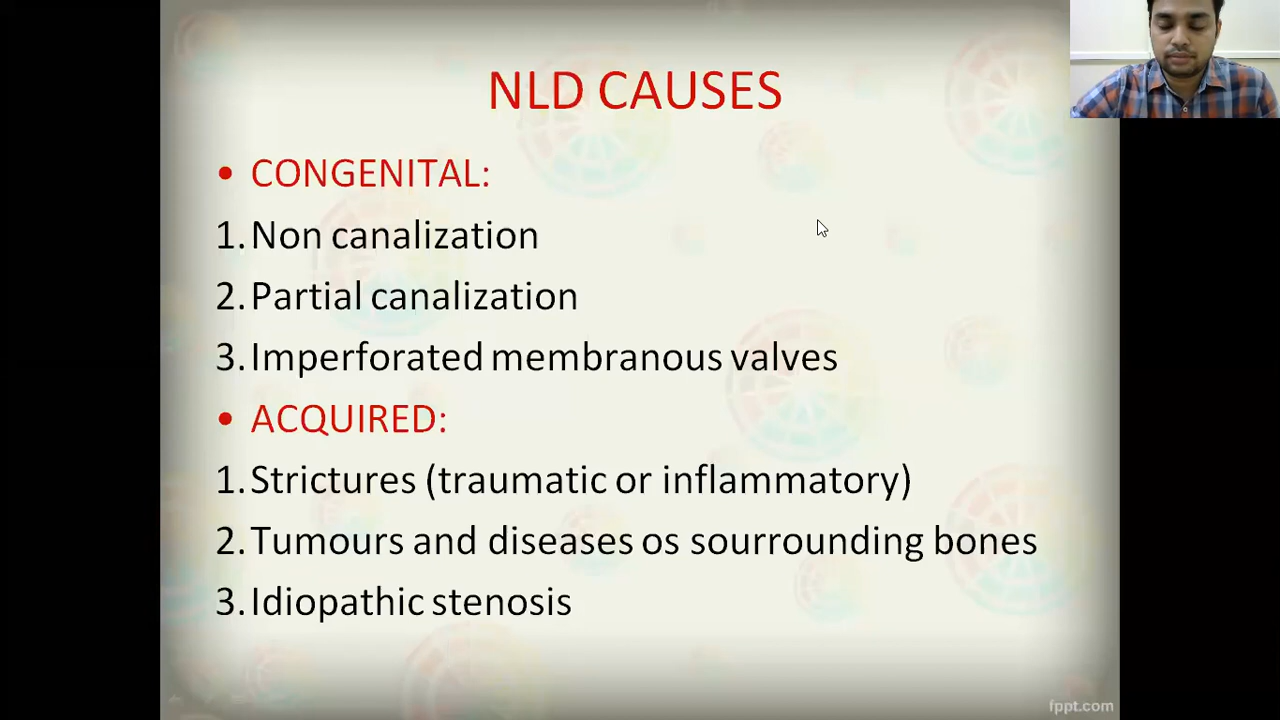 NLD CAUSES
• CONGENITAL:
1. Non canalization
2. Partial canalization
3. Imperforated membranous valves
• ACQUIRED:
1. Strictures (traumatic or inflammatory)
2. Tumours and diseases os sourrounding bones
3. Idiopathic stenosis
fppt.com